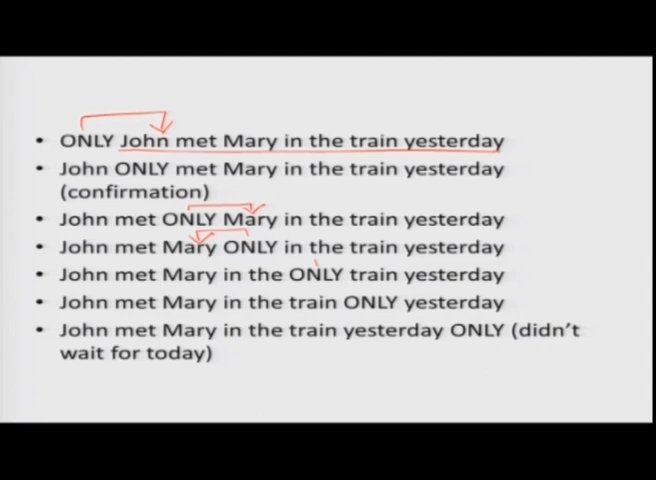 • ONLY John met Mary in the train yesterday
• John ONLY met Mary in the train yesterday
(confirmation)
• John met ONLY Mary in the train yesterday
• John met Mary ONLY in the train yesterday
• John met Mary in the ONLY train yesterday
• John met Mary in the train ONLY yesterday
• John met Mary in the train yesterday ONLY (didn't
wait for today)